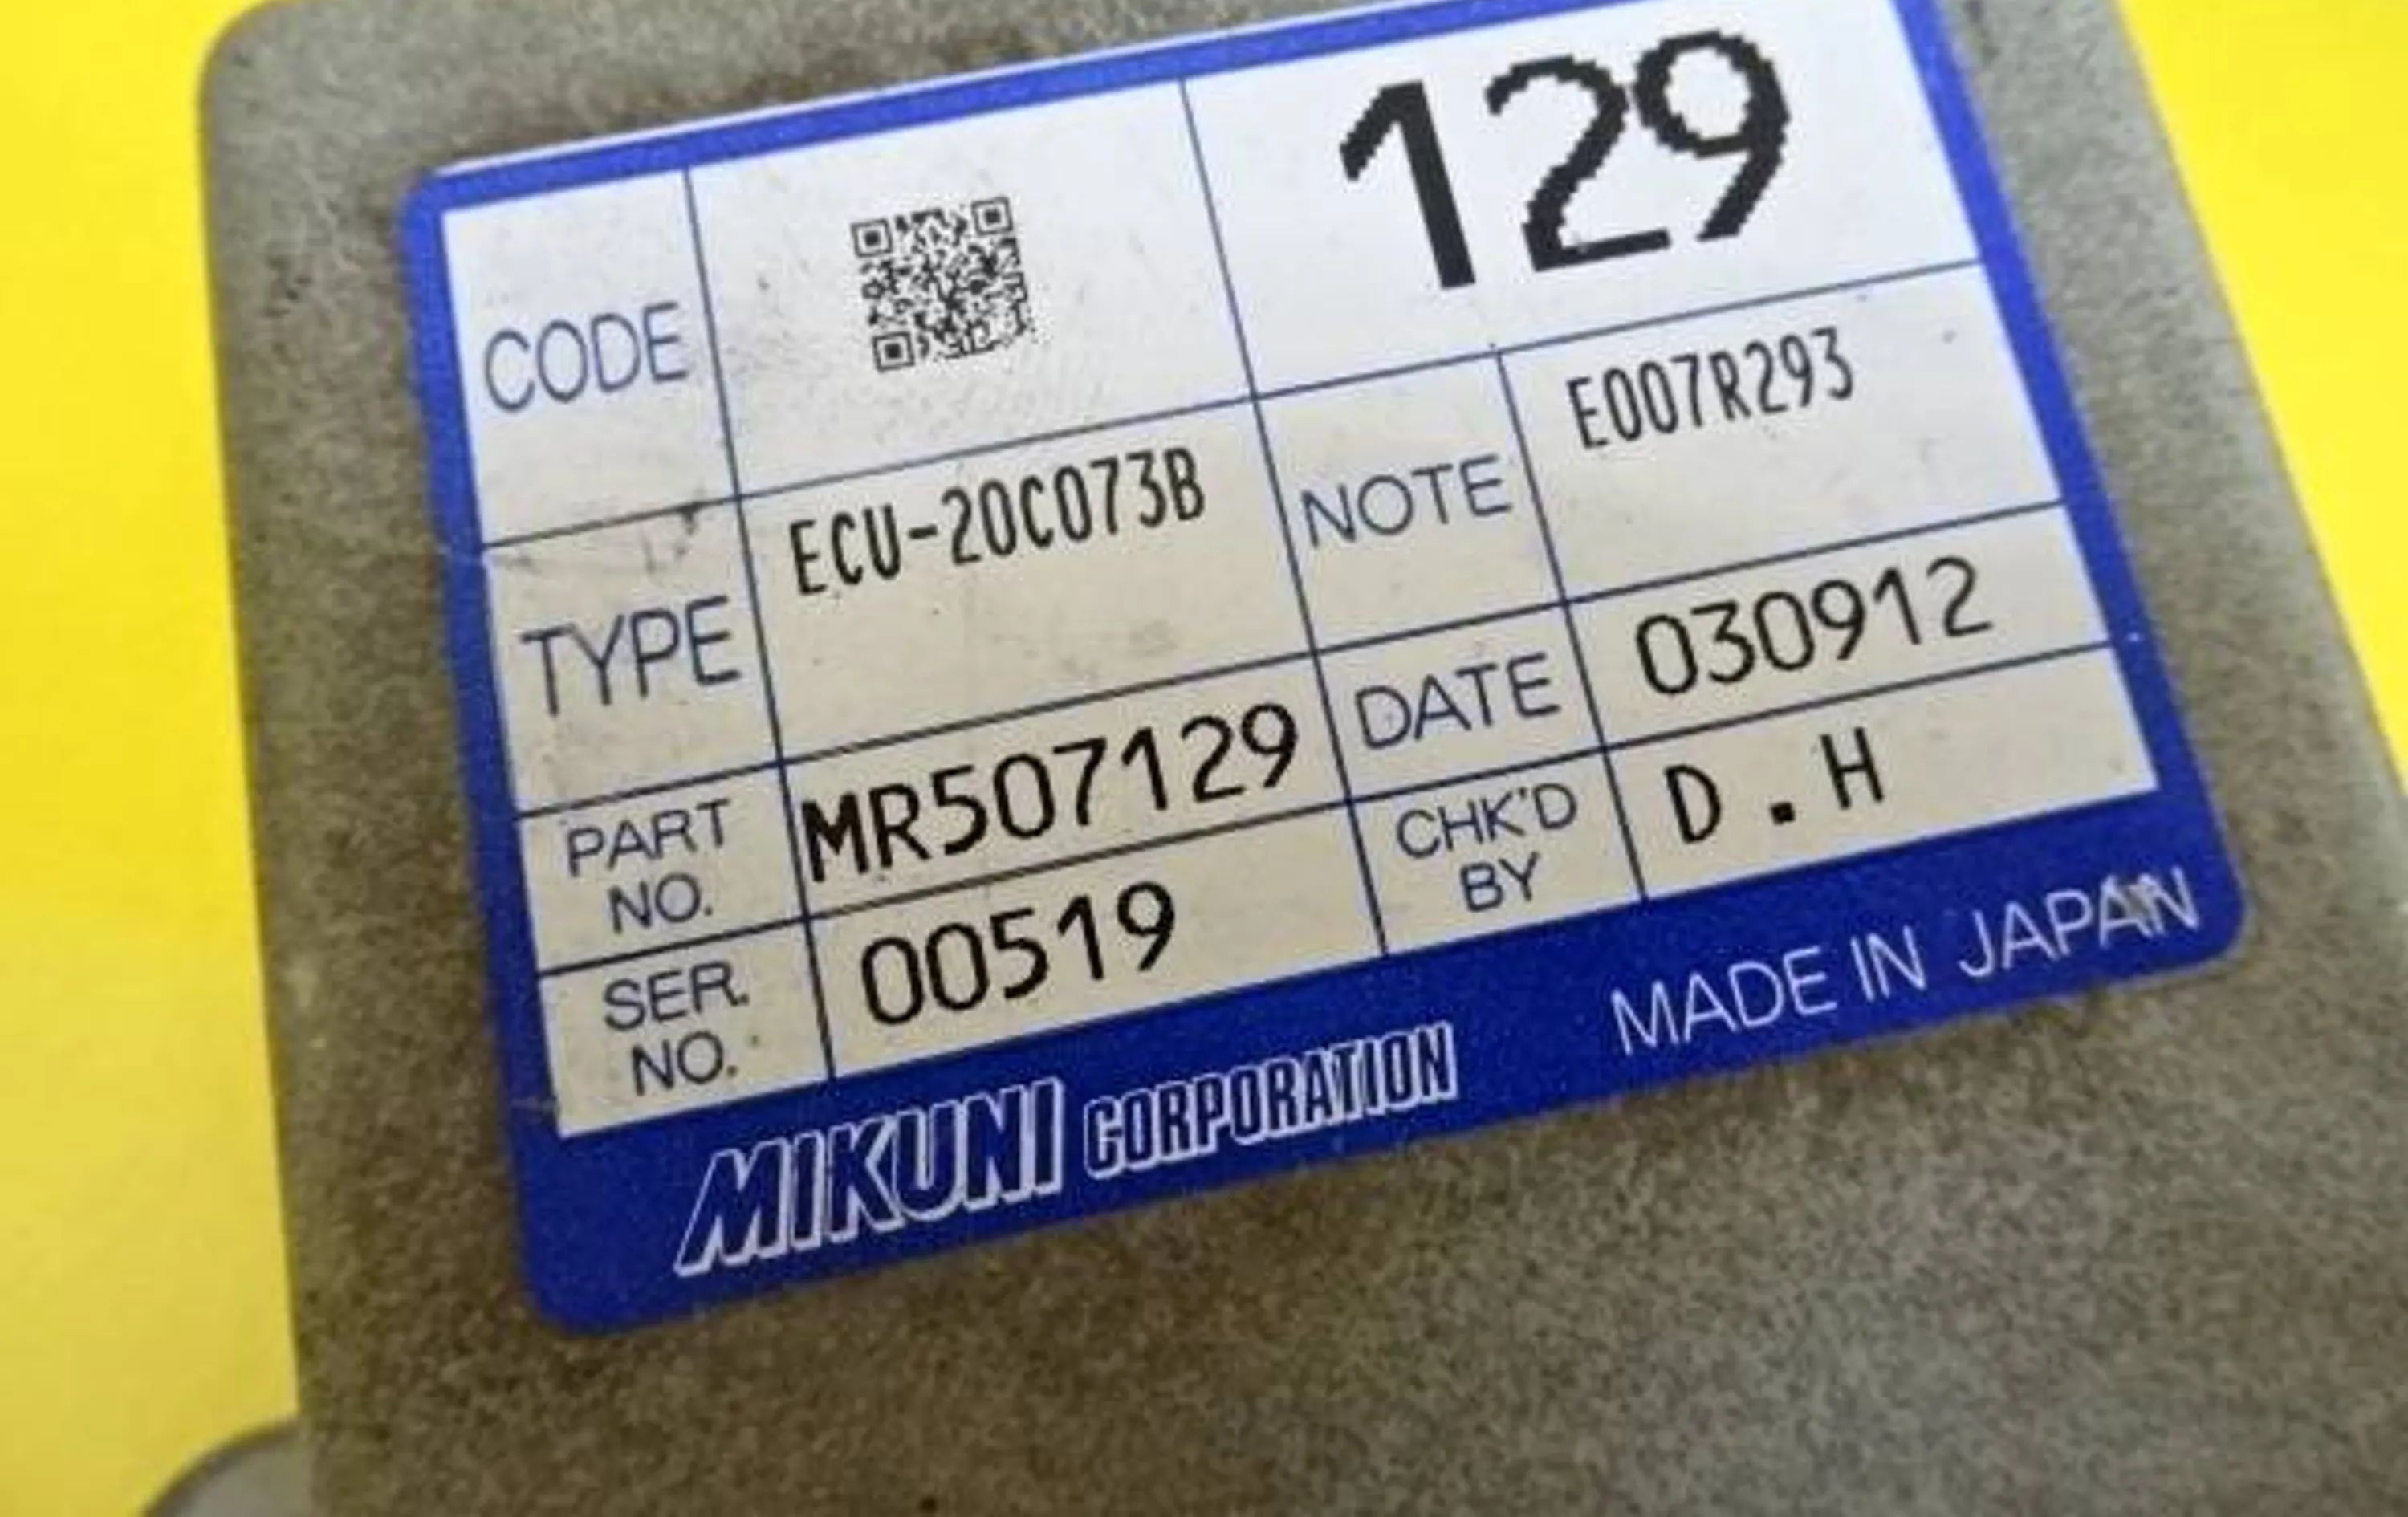 CODE
129
TYPE
ECU-20C073B
NOTE
E007R293
PART
NO.
MR507129
DATE
030912
SER.
NO.
00519
CHK'D
BY
D.H
MIKUNI CORPORATION
MADE IN JAPAN